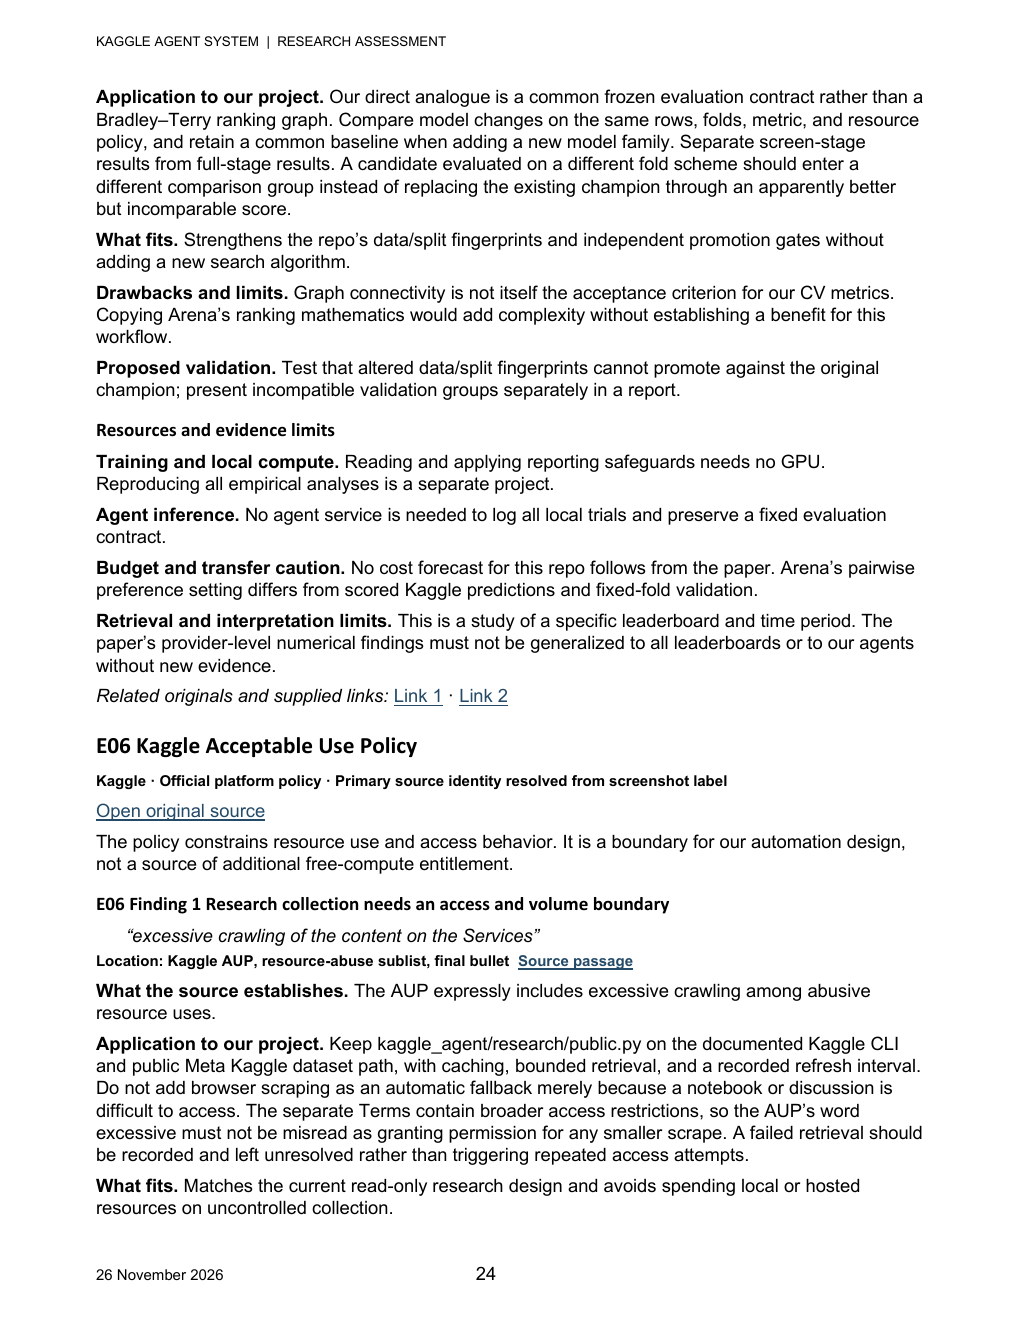 KAGGLE AGENT SYSTEM | RESEARCH ASSESSMENT
Application to our project. Our direct analogue is a common frozen evaluation contract rather than a
Bradley–Terry ranking graph. Compare model changes on the same rows, folds, metric, and resource
policy, and retain a common baseline when adding a new model family. Separate screen-stage
results from full-stage results. A candidate evaluated on a different fold scheme should enter a
different comparison group instead of replacing the existing champion through an apparently better
but incomparable score.
What fits. Strengthens the repo’s data/split fingerprints and independent promotion gates without
adding a new search algorithm.
Drawbacks and limits. Graph connectivity is not itself the acceptance criterion for our CV metrics.
Copying Arena’s ranking mathematics would add complexity without establishing a benefit for this
workflow.
Proposed validation. Test that altered data/split fingerprints cannot promote against the original
champion; present incompatible validation groups separately in a report.
Resources and evidence limits
Training and local compute. Reading and applying reporting safeguards needs no GPU.
Reproducing all empirical analyses is a separate project.
Agent inference. No agent service is needed to log all local trials and preserve a fixed evaluation
contract.
Budget and transfer caution. No cost forecast for this repo follows from the paper. Arena’s pairwise
preference setting differs from scored Kaggle predictions and fixed-fold validation.
Retrieval and interpretation limits. This is a study of a specific leaderboard and time period. The
paper’s provider-level numerical findings must not be generalized to all leaderboards or to our agents
without new evidence.
Related originals and supplied links: Link 1 · Link 2
E06 Kaggle Acceptable Use Policy
Kaggle · Official platform policy · Primary source identity resolved from screenshot label
Open original source
The policy constrains resource use and access behavior. It is a boundary for our automation design,
not a source of additional free-compute entitlement.
E06 Finding 1 Research collection needs an access and volume boundary
“excessive crawling of the content on the Services”
Location: Kaggle AUP, resource-abuse sublist, final bullet Source passage
What the source establishes. The AUP expressly includes excessive crawling among abusive
resource uses.
Application to our project. Keep kaggle_agent/research/public.py on the documented Kaggle CLI
and public Meta Kaggle dataset path, with caching, bounded retrieval, and a recorded refresh interval.
Do not add browser scraping as an automatic fallback merely because a notebook or discussion is
difficult to access. The separate Terms contain broader access restrictions, so the AUP’s word
excessive must not be misread as granting permission for any smaller scrape. A failed retrieval should
be recorded and left unresolved rather than triggering repeated access attempts.
What fits. Matches the current read-only research design and avoids spending local or hosted
resources on uncontrolled collection.
26 November 2026
24